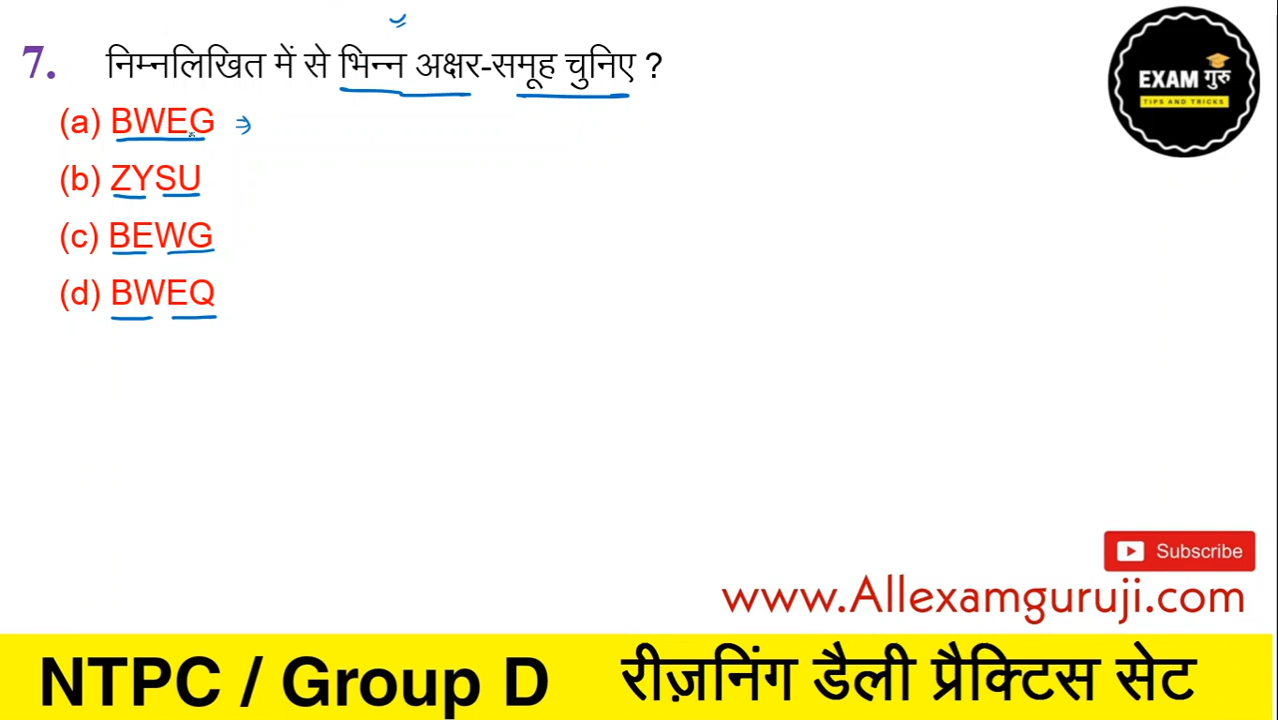 7. निम्नलिखित में से भिन्न अक्षर-समूह चुनिए ?
(a) BWEG
(b) ZYSU
(c) BEWG
(d) BWEQ
EXAM गुरु
TIPS AND TRICKS
Subscribe
www.Allexamguruji.com
NTPC / Group D रीज़निंग डैली प्रैक्टिस सेट